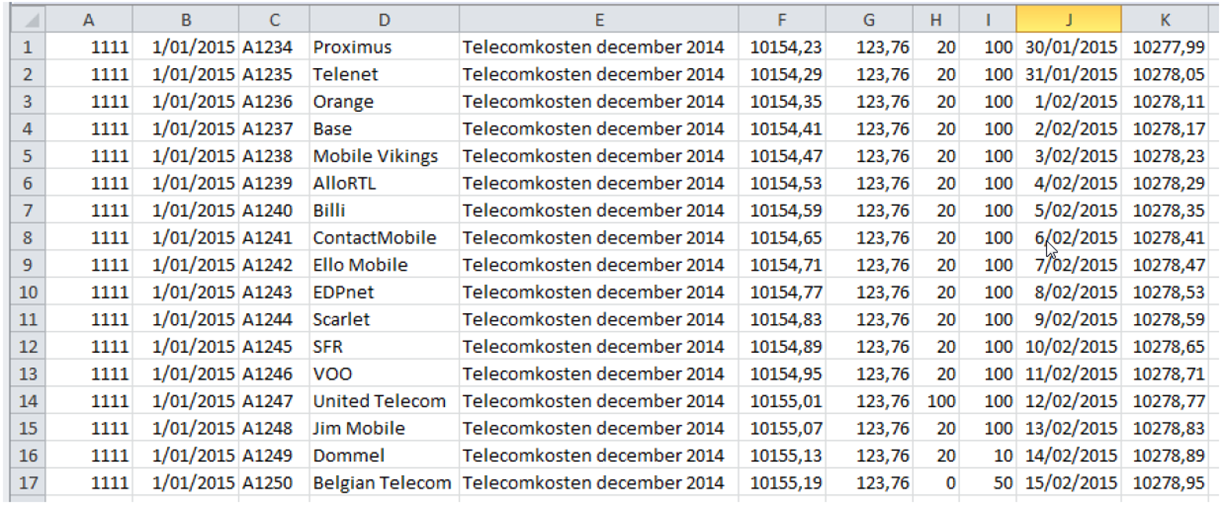 A B C D E F G H I J K
1 1111 1/01/2015 A1234 Proximus Telecomkosten december 2014 10154,23 123,76 20 100 30/01/2015 10277,99
2 1111 1/01/2015 A1235 Telenet Telecomkosten december 2014 10154,29 123,76 20 100 31/01/2015 10278,05
3 1111 1/01/2015 A1236 Orange Telecomkosten december 2014 10154,35 123,76 20 100 1/02/2015 10278,11
4 1111 1/01/2015 A1237 Base Telecomkosten december 2014 10154,41 123,76 20 100 2/02/2015 10278,17
5 1111 1/01/2015 A1238 Mobile Vikings Telecomkosten december 2014 10154,47 123,76 20 100 3/02/2015 10278,23
6 1111 1/01/2015 A1239 AlloRTL Telecomkosten december 2014 10154,53 123,76 20 100 4/02/2015 10278,29
7 1111 1/01/2015 A1240 Billi Telecomkosten december 2014 10154,59 123,76 20 100 5/02/2015 10278,35
8 1111 1/01/2015 A1241 ContactMobile Telecomkosten december 2014 10154,65 123,76 20 100 6/02/2015 10278,41
9 1111 1/01/2015 A1242 Ello Mobile Telecomkosten december 2014 10154,71 123,76 20 100 7/02/2015 10278,47
10 1111 1/01/2015 A1243 EDPnet Telecomkosten december 2014 10154,77 123,76 20 100 8/02/2015 10278,53
11 1111 1/01/2015 A1244 Scarlet Telecomkosten december 2014 10154,83 123,76 20 100 9/02/2015 10278,59
12 1111 1/01/2015 A1245 SFR Telecomkosten december 2014 10154,89 123,76 20 100 10/02/2015 10278,65
13 1111 1/01/2015 A1246 VOO Telecomkosten december 2014 10154,95 123,76 20 100 11/02/2015 10278,71
14 1111 1/01/2015 A1247 United Telecom Telecomkosten december 2014 10155,01 123,76 100 100 12/02/2015 10278,77
15 1111 1/01/2015 A1248 Jim Mobile Telecomkosten december 2014 10155,07 123,76 20 100 13/02/2015 10278,83
16 1111 1/01/2015 A1249 Dommel Telecomkosten december 2014 10155,13 123,76 20 10 14/02/2015 10278,89
17 1111 1/01/2015 A1250 Belgian Telecom Telecomkosten december 2014 10155,19 123,76 0 50 15/02/2015 10278,95